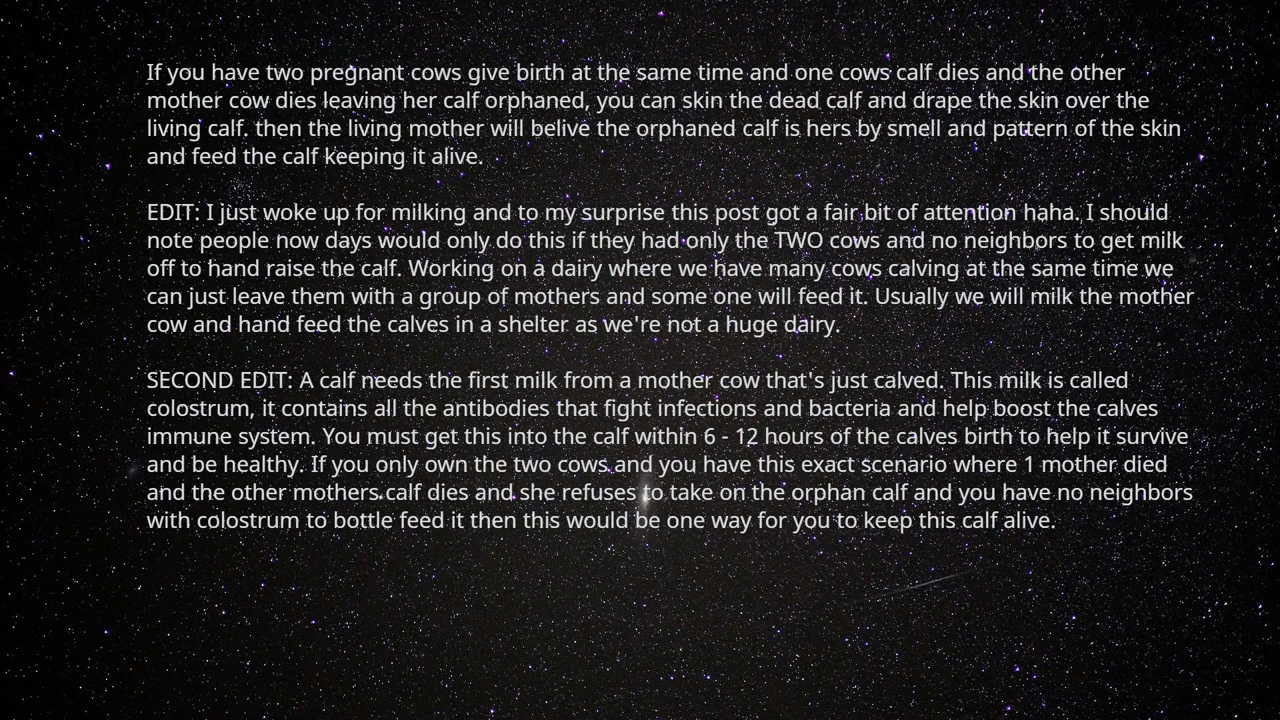 If you have two pregnant cows give birth at the same time and one cows calf dies and the other
mother cow dies leaving her calf orphaned, you can skin the dead calf and drape the skin over the
living calf. then the living mother will belive the orphaned calf is hers by smell and pattern of the skin
and feed the calf keeping it alive.
EDIT: I just woke up for milking and to my surprise this post got a fair bit of attention haha. I should
note people now days would only do this if they had only the TWO cows and no neighbors to get milk
off to hand raise the calf. Working on a dairy where we have many cows calving at the same time we
can just leave them with a group of mothers and some one will feed it. Usually we will milk the mother
cow and hand feed the calves in a shelter as we're not a huge dairy.
SECOND EDIT: A calf needs the first milk from a mother cow that's just calved. This milk is called
colostrum, it contains all the antibodies that fight infections and bacteria and help boost the calves
immune system. You must get this into the calf within 6 - 12 hours of the calves birth to help it survive
and be healthy. If you only own the two cows and you have this exact scenario where 1 mother died
and the other mothers calf dies and she refuses to take on the orphan calf and you have no neighbors
with colostrum to bottle feed it then this would be one way for you to keep this calf alive.